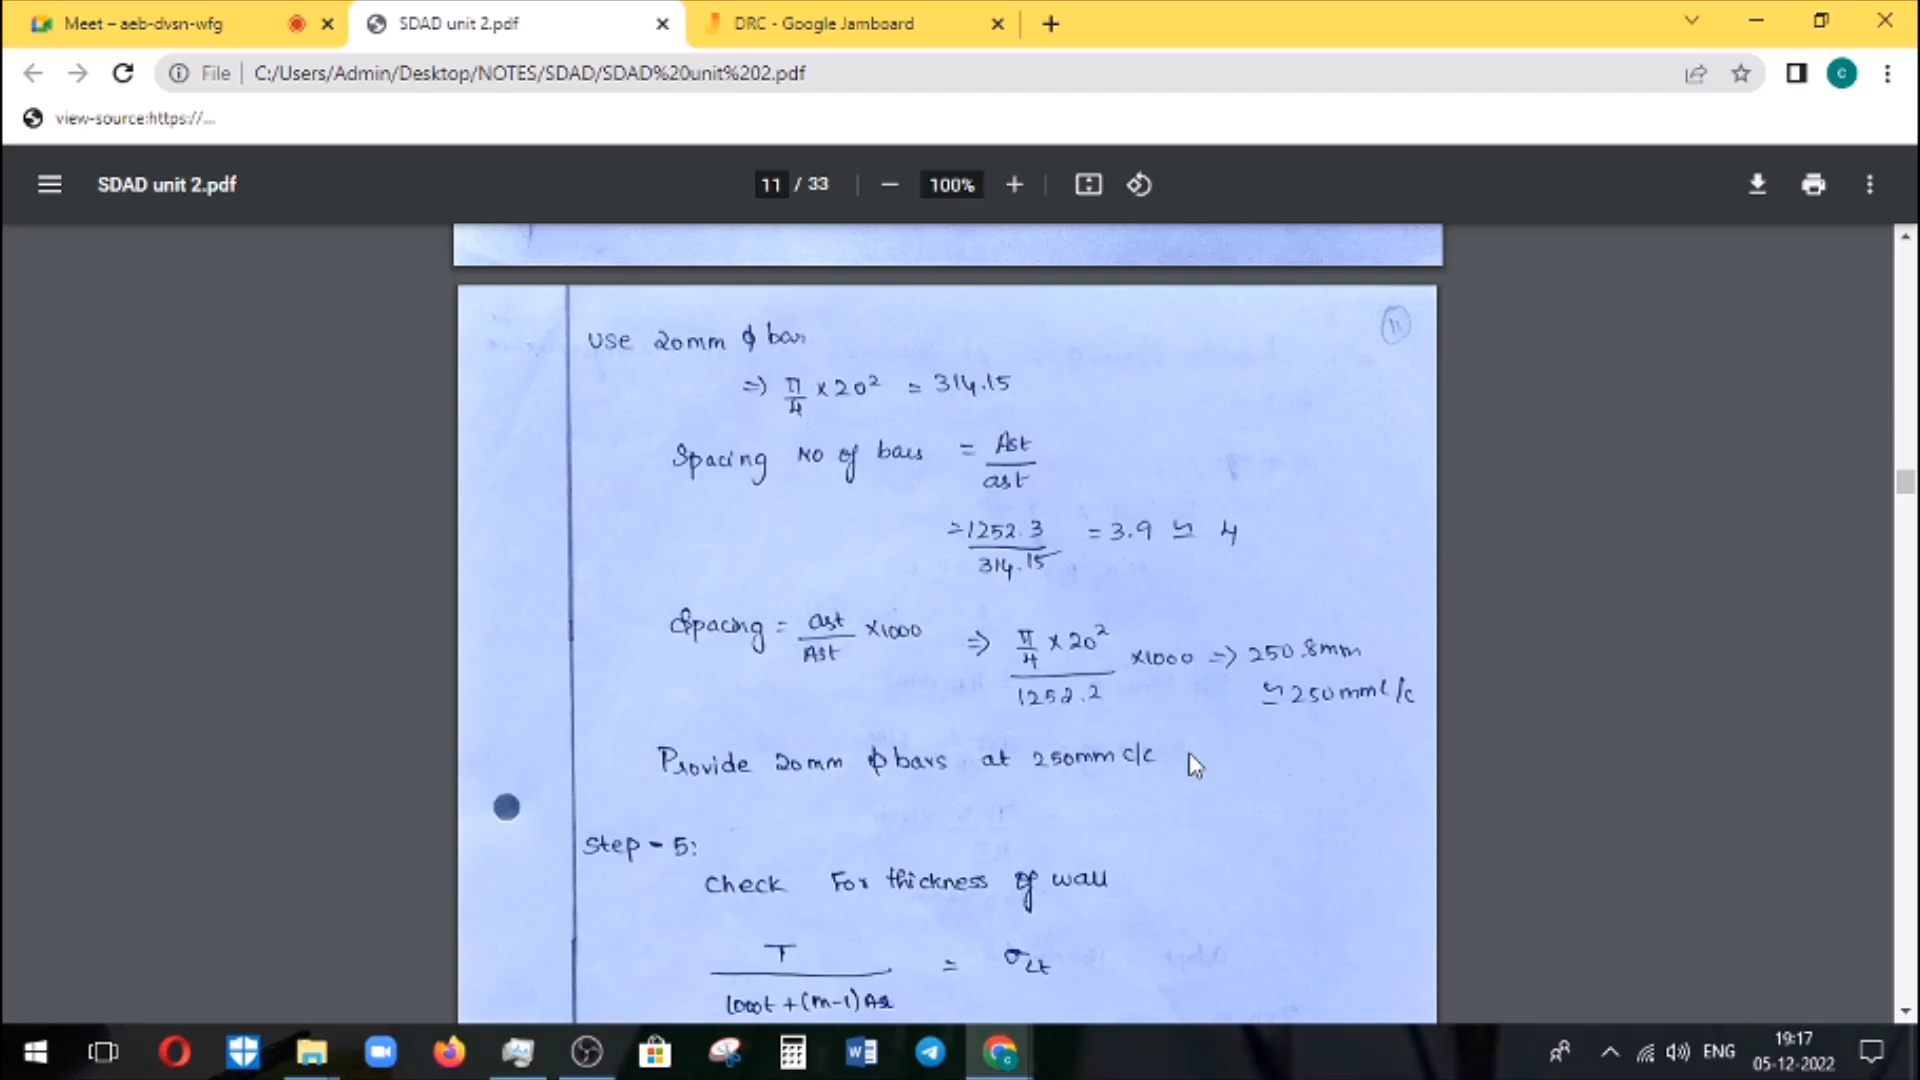 Meet – aeb-dvsn-wfg
SDAD unit 2.pdf
DRC - Google Jamboard
File | C:/Users/Admin/Desktop/NOTES/SDAD/SDAD%20unit%202.pdf
C
view-source:https://...
SDAD unit 2.pdf
11 / 33
100%
11
Use 20mm ϕ bar
=> π/4 × 20² = 314.15
Spacing no of bars = Ast/ast
= 1252.3/314.15 = 3.9 ≃ 4
Spacing = ast/Ast ×1000 => (π/4 × 20²)/1252.2 ×1000 => 250.8mm
≃ 250mm c/c
Provide 20mm ϕ bars at 250mm c/c
Step - 5:
Check For thickness of wall
T/(1000t + (m-1)Ast) = σct
ENG
19:17
05-12-2022